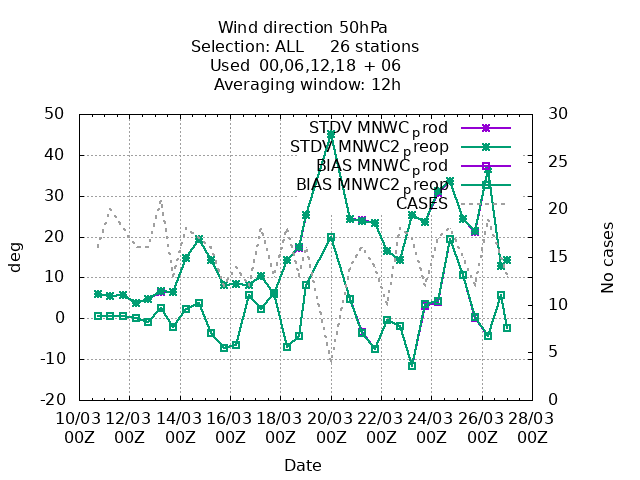 Wind direction 50hPa
Selection: ALL 26 stations
Used 00,06,12,18 + 06
Averaging window: 12h
50 30
STDV MNWC_prod
STDV MNWC2_preop
40 25
BIAS MNWC_prod
BIAS MNWC2_preop
30 20
CASES
20 15
deg
No cases
10
0 10
-10 5
-20 0
10/03 12/03 14/03 16/03 18/03 20/03 22/03 24/03 26/03 28/03
00Z 00Z 00Z 00Z 00Z 00Z 00Z 00Z 00Z 00Z
Date